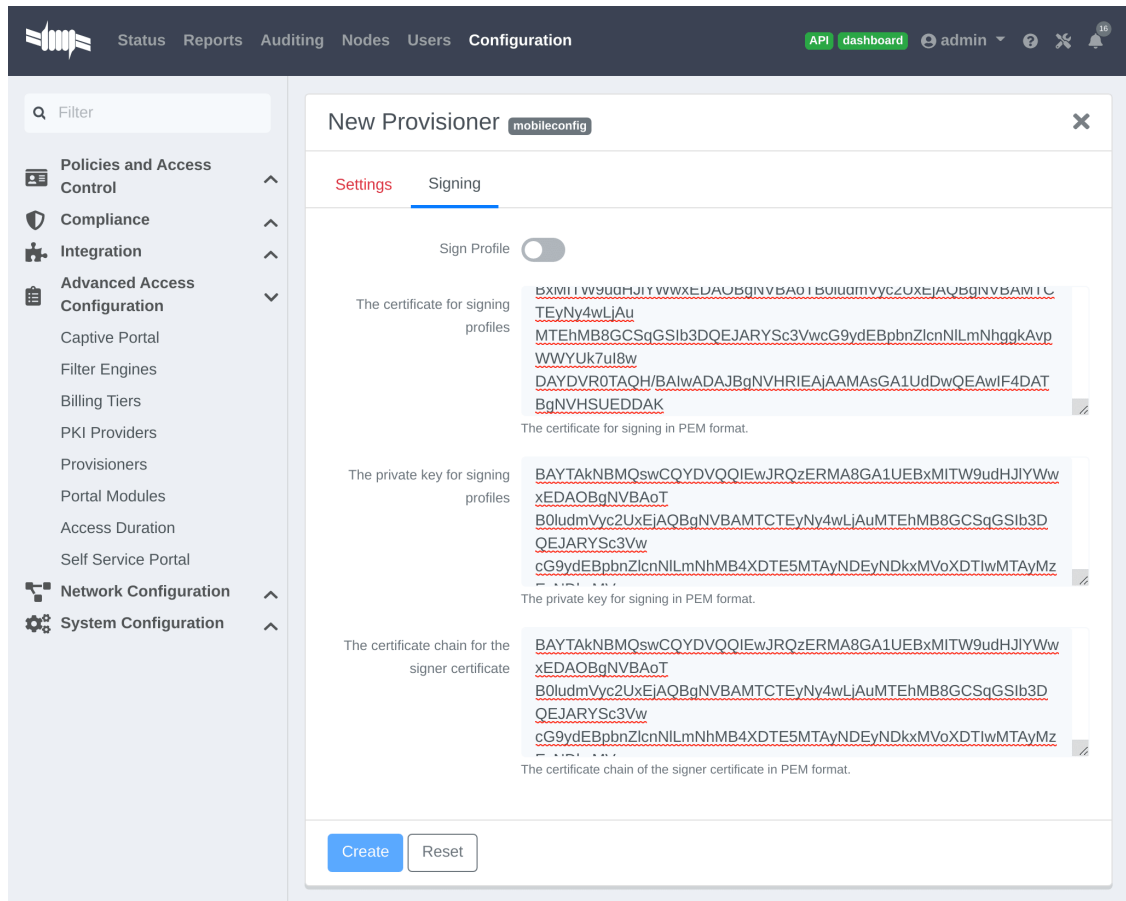 Status Reports Auditing Nodes Users Configuration API dashboard admin 16
Filter
Policies and Access
Control
Compliance
Integration
Advanced Access
Configuration
Captive Portal
Filter Engines
Billing Tiers
PKI Providers
Provisioners
Portal Modules
Access Duration
Self Service Portal
Network Configuration
System Configuration
New Provisioner mobileconfig
Settings Signing
Sign Profile
The certificate for signing
profiles
BxMITW9udHJlYWwxEDAOBgNVBAoTB0ludmVyc2UxEjAQBgNVBAMTC
TEyNy4wLjAu
MTEhMB8GCSqGSIb3DQEJARYSc3VwcG9ydEBpbnZlcnNlLmNhggkAvp
WWYUk7uI8w
DAYDVR0TAQH/BAIwADAJBgNVHRIEAjAAMAsGA1UdDwQEAwIF4DAT
BgNVHSUEDDAK
The certificate for signing in PEM format.
The private key for signing
profiles
BAYTAkNBMQswCQYDVQQIEwJRQzERMA8GA1UEBxMITW9udHJlYWw
xEDAOBgNVBAoT
B0ludmVyc2UxEjAQBgNVBAMTCTEyNy4wLjAuMTEhMB8GCSqGSIb3D
QEJARYSc3Vw
cG9ydEBpbnZlcnNlLmNhMB4XDTE5MTAyNDEyNDkxMVoXDTIwMTAyMz
The private key for signing in PEM format.
The certificate chain for the
signer certificate
BAYTAkNBMQswCQYDVQQIEwJRQzERMA8GA1UEBxMITW9udHJlYWw
xEDAOBgNVBAoT
B0ludmVyc2UxEjAQBgNVBAMTCTEyNy4wLjAuMTEhMB8GCSqGSIb3D
QEJARYSc3Vw
cG9ydEBpbnZlcnNlLmNhMB4XDTE5MTAyNDEyNDkxMVoXDTIwMTAyMz
The certificate chain of the signer certificate in PEM format.
Create Reset